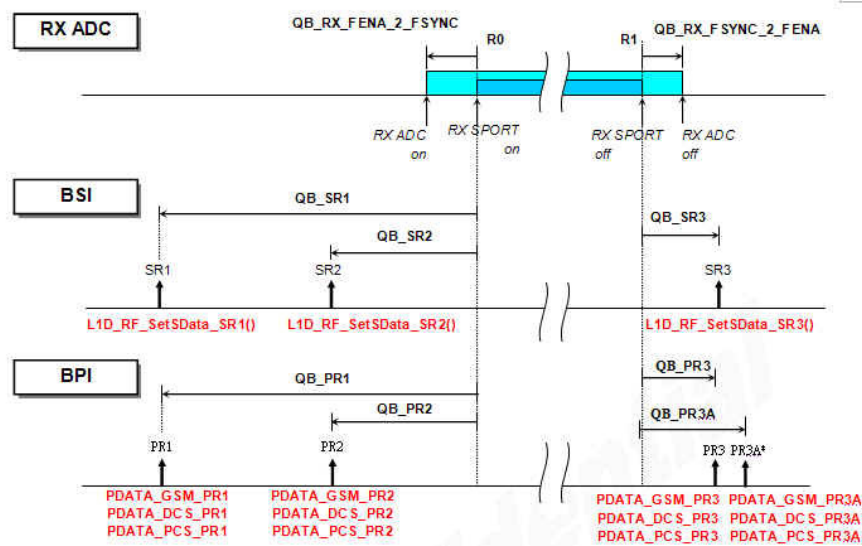 RX ADC
QB_RX_FENA_2_FSYNC
R0
R1
QB_RX_FSYNC_2_FENA
RX ADC on
RX SPORT on
RX SPORT off
RX ADC off
BSI
QB_SR1
QB_SR2
QB_SR3
SR1
SR2
SR3
L1D_RF_SetSData_SR1()
L1D_RF_SetSData_SR2()
L1D_RF_SetSData_SR3()
BPI
QB_PR1
QB_PR2
QB_PR3
QB_PR3A
PR1
PR2
PR3
PR3A*
PDATA_GSM_PR1
PDATA_DCS_PR1
PDATA_PCS_PR1
PDATA_GSM_PR2
PDATA_DCS_PR2
PDATA_PCS_PR2
PDATA_GSM_PR3
PDATA_DCS_PR3
PDATA_PCS_PR3
PDATA_GSM_PR3A
PDATA_DCS_PR3A
PDATA_PCS_PR3A